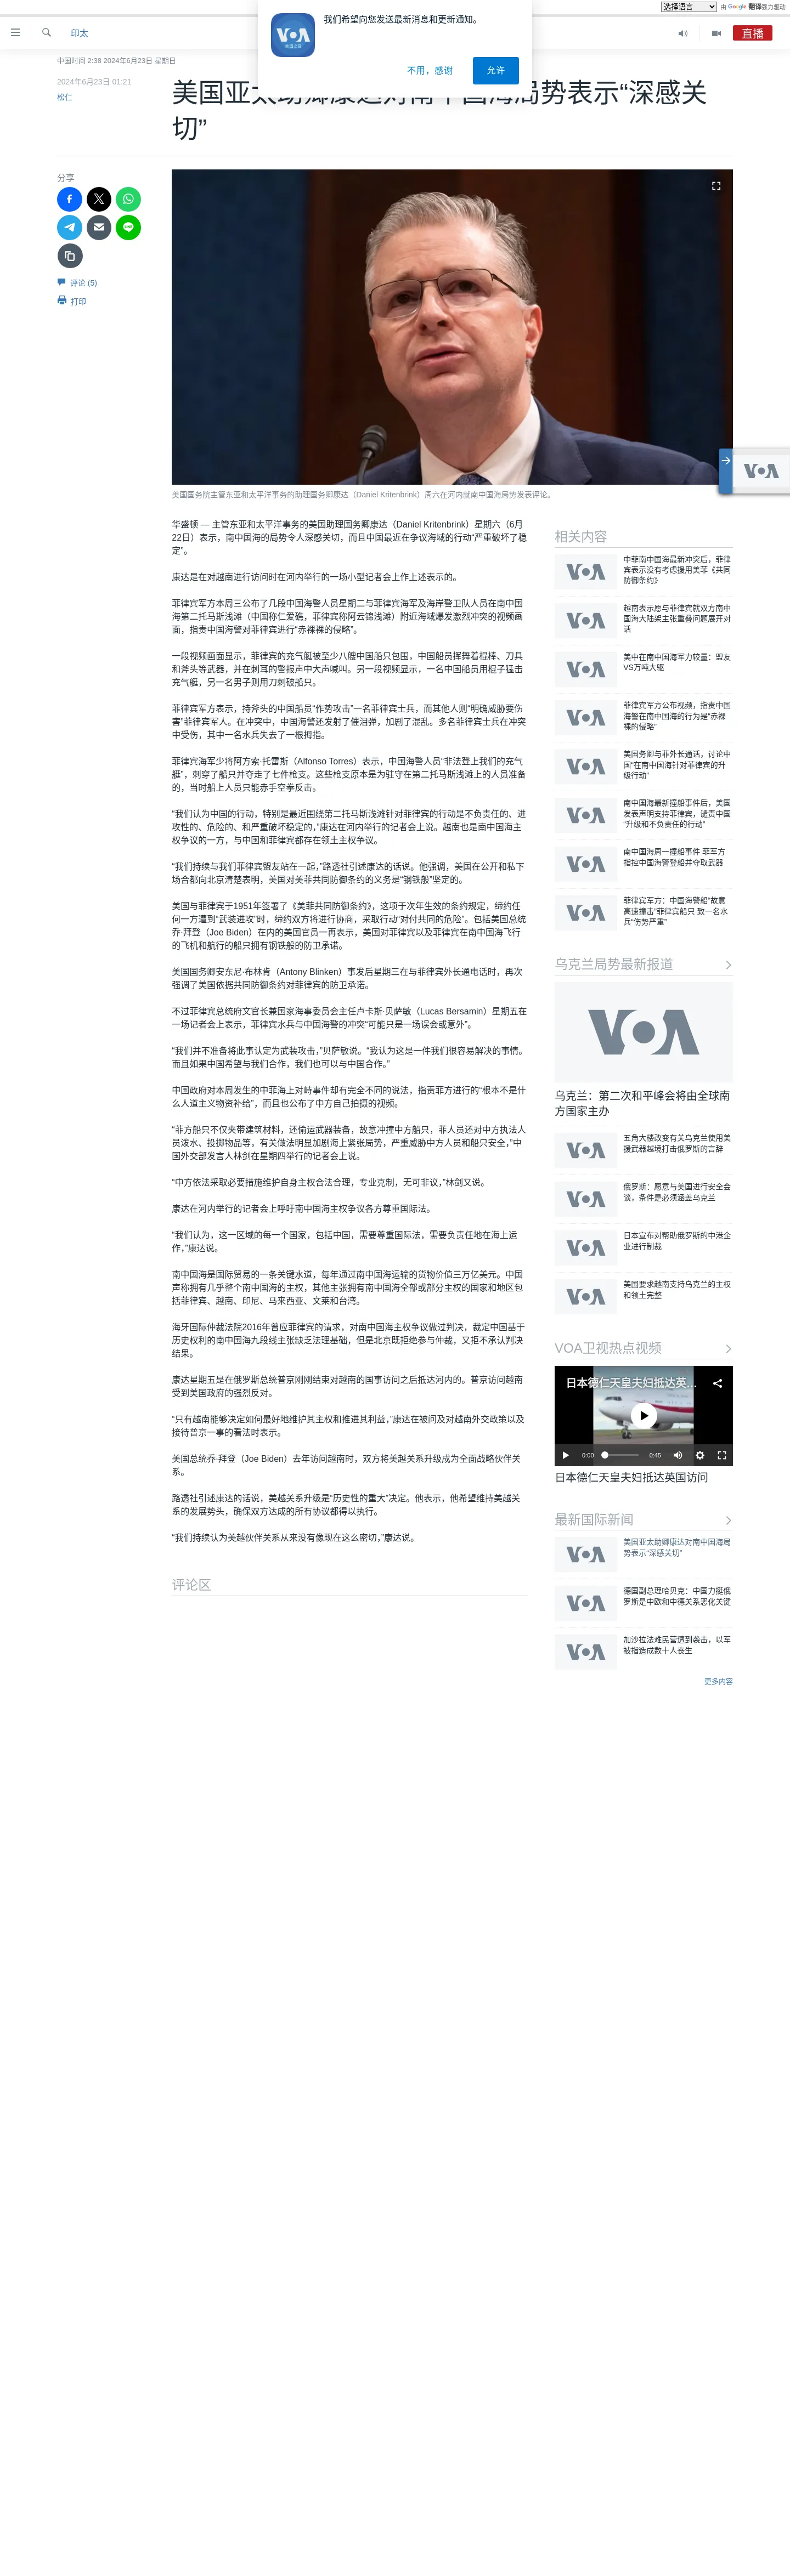 选择语言
由 Google 翻译强力驱动
我们希望向您发送最新消息和更新通知。
不用，感谢
允许
印太
直播
中国时间 2:38 2024年6月23日 星期日
2024年6月23日 01:21
松仁
美国亚太助卿康达对南中国海局势表示“深感关
切”
分享
评论 (5)
打印
美国国务院主管东亚和太平洋事务的助理国务卿康达（Daniel Kritenbrink）周六在河内就南中国海局势发表评论。
VOA
华盛顿 — 主管东亚和太平洋事务的美国助理国务卿康达（Daniel Kritenbrink）星期六（6月
22日）表示，南中国海的局势令人深感关切，而且中国最近在争议海域的行动“严重破坏了稳
定”。
康达是在对越南进行访问时在河内举行的一场小型记者会上作上述表示的。
菲律宾军方本周三公布了几段中国海警人员星期二与菲律宾海军及海岸警卫队人员在南中国
海第二托马斯浅滩（中国称仁爱礁，菲律宾称阿云锦浅滩）附近海域爆发激烈冲突的视频画
面，指责中国海警对菲律宾进行“赤裸裸的侵略”。
一段视频画面显示，菲律宾的充气艇被至少八艘中国船只包围，中国船员挥舞着棍棒、刀具
和斧头等武器，并在刺耳的警报声中大声喊叫。另一段视频显示，一名中国船员用棍子猛击
充气艇，另一名男子则用刀刺破船只。
菲律宾军方表示，持斧头的中国船员“作势攻击”一名菲律宾士兵，而其他人则“明确威胁要伤
害”菲律宾军人。在冲突中，中国海警还发射了催泪弹，加剧了混乱。多名菲律宾士兵在冲突
中受伤，其中一名水兵失去了一根拇指。
菲律宾海军少将阿方索·托雷斯（Alfonso Torres）表示，中国海警人员“非法登上我们的充气
艇”，刺穿了船只并夺走了七件枪支。这些枪支原本是为驻守在第二托马斯浅滩上的人员准备
的，当时船上人员只能赤手空拳反击。
“我们认为中国的行动，特别是最近围绕第二托马斯浅滩针对菲律宾的行动是不负责任的、进
攻性的、危险的、和严重破坏稳定的，”康达在河内举行的记者会上说。越南也是南中国海主
权争议的一方，与中国和菲律宾都存在领土主权争议。
“我们持续与我们菲律宾盟友站在一起，”路透社引述康达的话说。他强调，美国在公开和私下
场合都向北京清楚表明，美国对美菲共同防御条约的义务是“钢铁般”坚定的。
美国与菲律宾于1951年签署了《美菲共同防御条约》，这项于次年生效的条约规定，缔约任
何一方遭到“武装进攻”时，缔约双方将进行协商，采取行动“对付共同的危险”。包括美国总统
乔·拜登（Joe Biden）在内的美国官员一再表示，美国对菲律宾以及菲律宾在南中国海飞行
的飞机和航行的船只拥有钢铁般的防卫承诺。
美国国务卿安东尼·布林肯（Antony Blinken）事发后星期三在与菲律宾外长通电话时，再次
强调了美国依据共同防御条约对菲律宾的防卫承诺。
不过菲律宾总统府文官长兼国家海事委员会主任卢卡斯·贝萨敏（Lucas Bersamin）星期五在
一场记者会上表示，菲律宾水兵与中国海警的冲突“可能只是一场误会或意外”。
“我们并不准备将此事认定为武装攻击，”贝萨敏说。“我认为这是一件我们很容易解决的事情。
而且如果中国希望与我们合作，我们也可以与中国合作。”
中国政府对本周发生的中菲海上对峙事件却有完全不同的说法，指责菲方进行的“根本不是什
么人道主义物资补给”，而且也公布了中方自己拍摄的视频。
“菲方船只不仅夹带建筑材料，还偷运武器装备，故意冲撞中方船只，菲人员还对中方执法人
员泼水、投掷物品等，有关做法明显加剧海上紧张局势，严重威胁中方人员和船只安全，”中
国外交部发言人林剑在星期四举行的记者会上说。
“中方依法采取必要措施维护自身主权合法合理，专业克制，无可非议，”林剑又说。
康达在河内举行的记者会上呼吁南中国海主权争议各方尊重国际法。
“我们认为，这一区域的每一个国家，包括中国，需要尊重国际法，需要负责任地在海上运
作，”康达说。
南中国海是国际贸易的一条关键水道，每年通过南中国海运输的货物价值三万亿美元。中国
声称拥有几乎整个南中国海的主权，其他主张拥有南中国海全部或部分主权的国家和地区包
括菲律宾、越南、印尼、马来西亚、文莱和台湾。
海牙国际仲裁法院2016年曾应菲律宾的请求，对南中国海主权争议做过判决，裁定中国基于
历史权利的南中国海九段线主张缺乏法理基础，但是北京既拒绝参与仲裁，又拒不承认判决
结果。
康达星期五是在俄罗斯总统普京刚刚结束对越南的国事访问之后抵达河内的。普京访问越南
受到美国政府的强烈反对。
“只有越南能够决定如何最好地维护其主权和推进其利益，”康达在被问及对越南外交政策以及
接待普京一事的看法时表示。
美国总统乔·拜登（Joe Biden）去年访问越南时，双方将美越关系升级成为全面战略伙伴关
系。
路透社引述康达的话说，美越关系升级是“历史性的重大”决定。他表示，他希望维持美越关
系的发展势头，确保双方达成的所有协议都得以执行。
“我们持续认为美越伙伴关系从来没有像现在这么密切，”康达说。
评论区
相关内容
中菲南中国海最新冲突后，菲律
宾表示没有考虑援用美菲《共同
防御条约》
越南表示愿与菲律宾就双方南中
国海大陆架主张重叠问题展开对
话
美中在南中国海军力较量：盟友
VS万吨大驱
菲律宾军方公布视频，指责中国
海警在南中国海的行为是“赤裸
裸的侵略”
美国务卿与菲外长通话，讨论中
国“在南中国海针对菲律宾的升
级行动”
南中国海最新撞船事件后，美国
发表声明支持菲律宾，谴责中国
“升级和不负责任的行动”
南中国海周一撞船事件 菲军方
指控中国海警登船并夺取武器
菲律宾军方：中国海警船“故意
高速撞击”菲律宾船只 致一名水
兵“伤势严重”
乌克兰局势最新报道
乌克兰：第二次和平峰会将由全球南
方国家主办
五角大楼改变有关乌克兰使用美
援武器越境打击俄罗斯的言辞
俄罗斯：愿意与美国进行安全会
谈，条件是必须涵盖乌克兰
日本宣布对帮助俄罗斯的中港企
业进行制裁
美国要求越南支持乌克兰的主权
和领土完整
VOA卫视热点视频
日本德仁天皇夫妇抵达英...
0:00
0:45
日本德仁天皇夫妇抵达英国访问
最新国际新闻
美国亚太助卿康达对南中国海局
势表示“深感关切”
德国副总理哈贝克：中国力挺俄
罗斯是中欧和中德关系恶化关键
加沙拉法难民营遭到袭击，以军
被指造成数十人丧生
更多内容